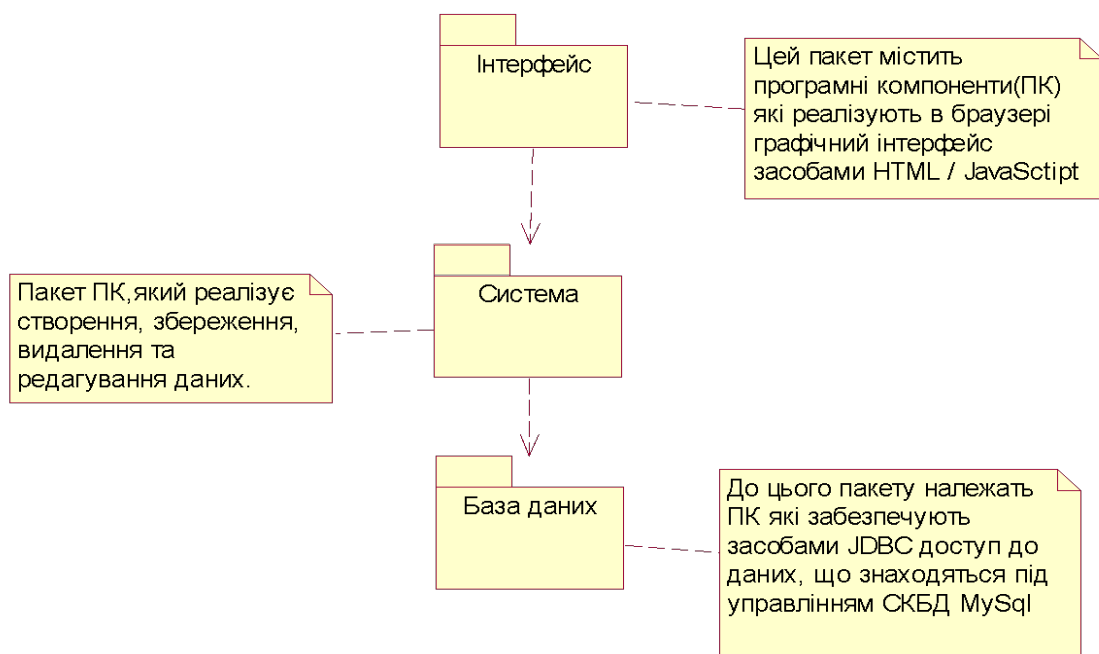 Інтерфейс
Цей пакет містить
програмні компоненти(ПК)
які реалізують в браузері
графічний інтерфейс
засобами HTML / JavaSctipt
Система
Пакет ПК,який реалізує
створення, збереження,
видалення та
редагування даних.
База даних
До цього пакету належать
ПК які забезпечують
засобами JDBC доступ до
даних, що знаходяться під
управлінням СКБД MySql